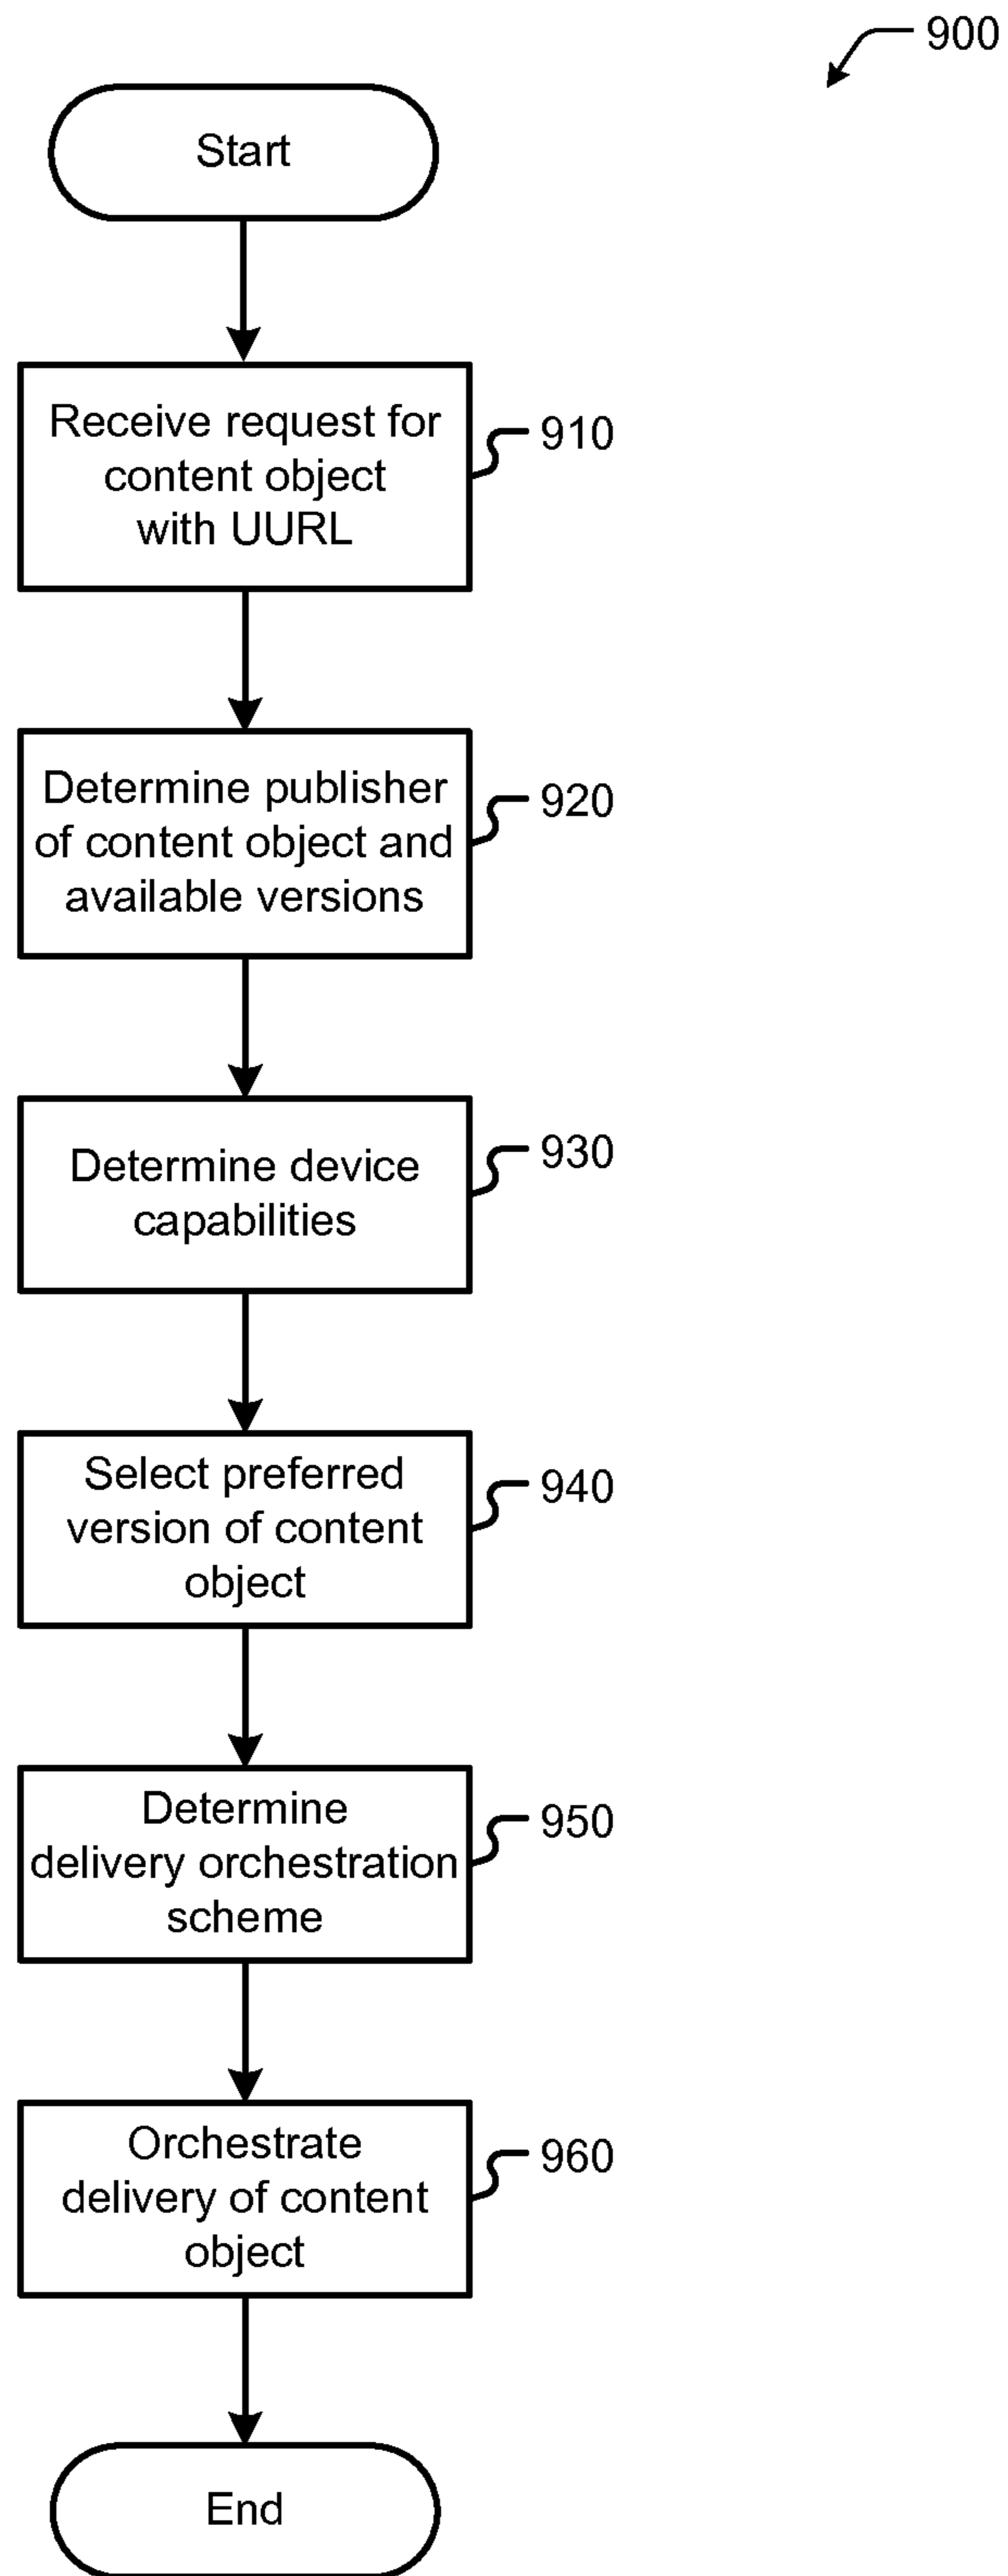 900
Start
Receive request for
content object
with UURL
910
Determine publisher
of content object and
available versions
920
Determine device
capabilities
930
Select preferred
version of content
object
940
Determine
delivery orchestration
scheme
950
Orchestrate
delivery of content
object
960
End